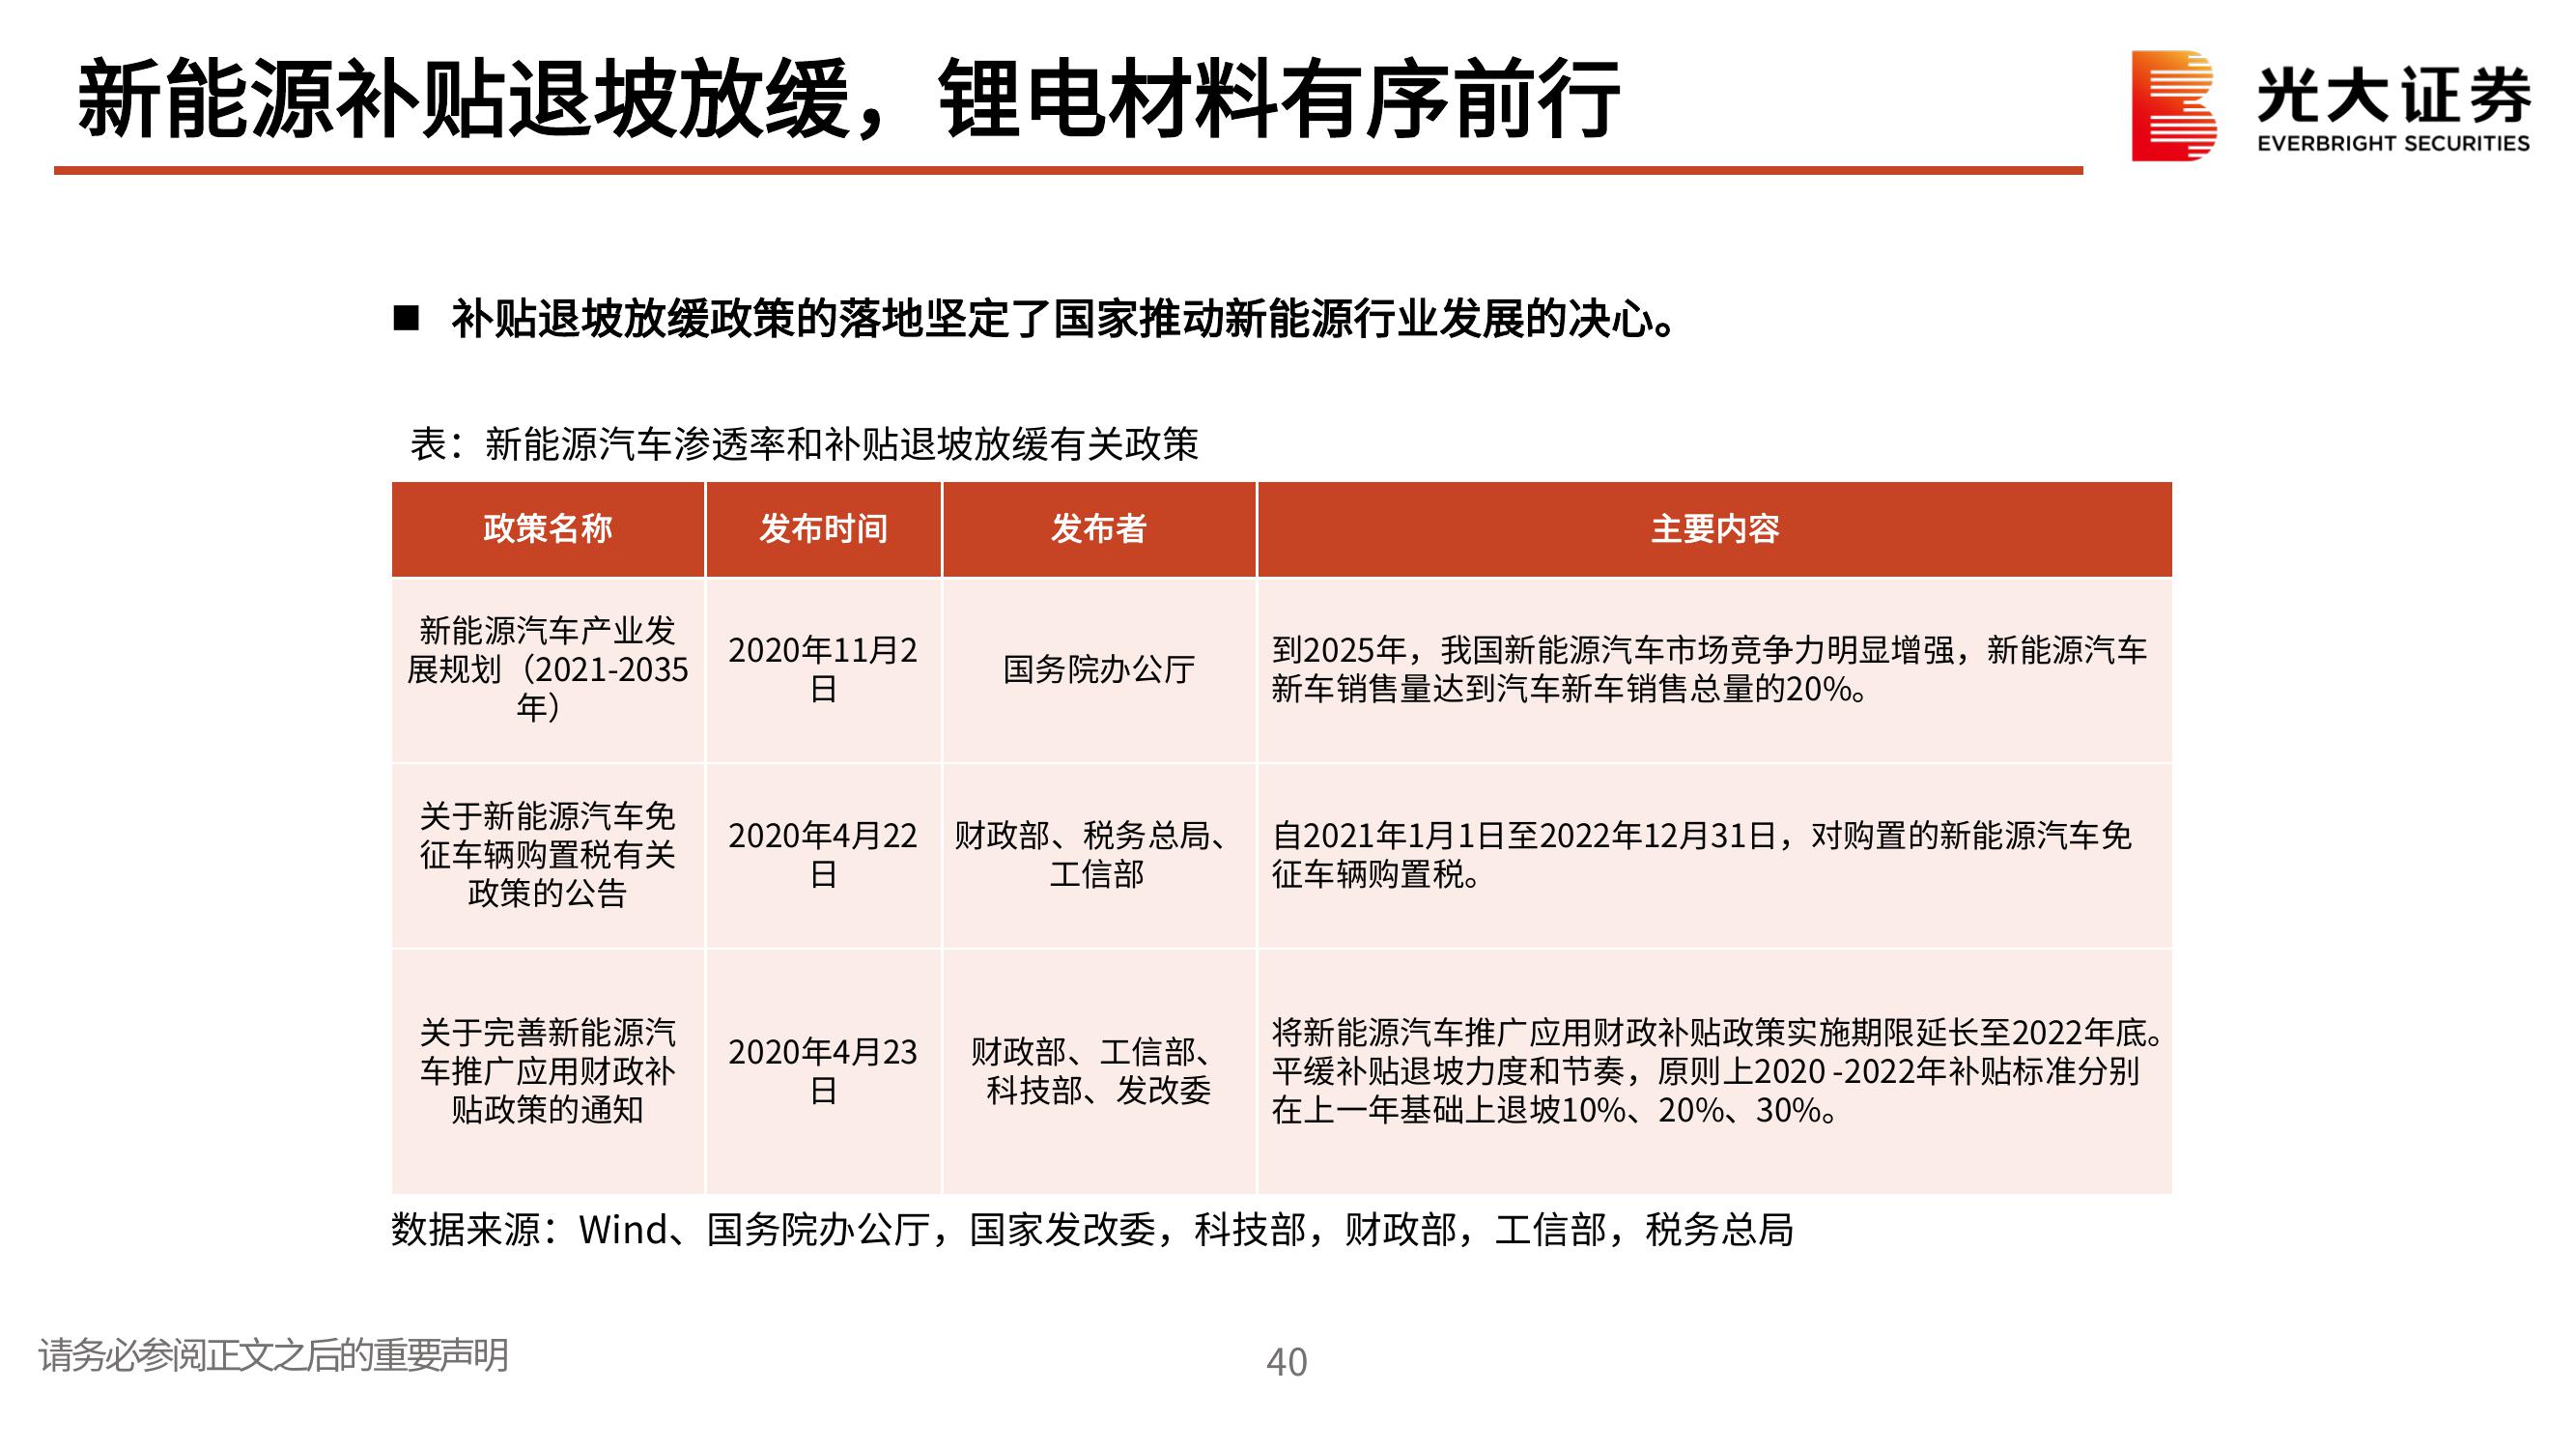 新能源补贴退坡放缓，锂电材料有序前行
光大证券
EVERBRIGHT SECURITIES
■ 补贴退坡放缓政策的落地坚定了国家推动新能源行业发展的决心。
表：新能源汽车渗透率和补贴退坡放缓有关政策
政策名称
发布时间
发布者
主要内容
新能源汽车产业发
展规划（2021-2035
年）
2020年11月2
日
国务院办公厅
到2025年，我国新能源汽车市场竞争力明显增强，新能源汽车
新车销售量达到汽车新车销售总量的20%。
关于新能源汽车免
征车辆购置税有关
政策的公告
2020年4月22
日
财政部、税务总局、
工信部
自2021年1月1日至2022年12月31日，对购置的新能源汽车免
征车辆购置税。
关于完善新能源汽
车推广应用财政补
贴政策的通知
2020年4月23
日
财政部、工信部、
科技部、发改委
将新能源汽车推广应用财政补贴政策实施期限延长至2022年底。
平缓补贴退坡力度和节奏，原则上2020 -2022年补贴标准分别
在上一年基础上退坡10%、20%、30%。
数据来源：Wind、国务院办公厅，国家发改委，科技部，财政部，工信部，税务总局
请务必参阅正文之后的重要声明
40